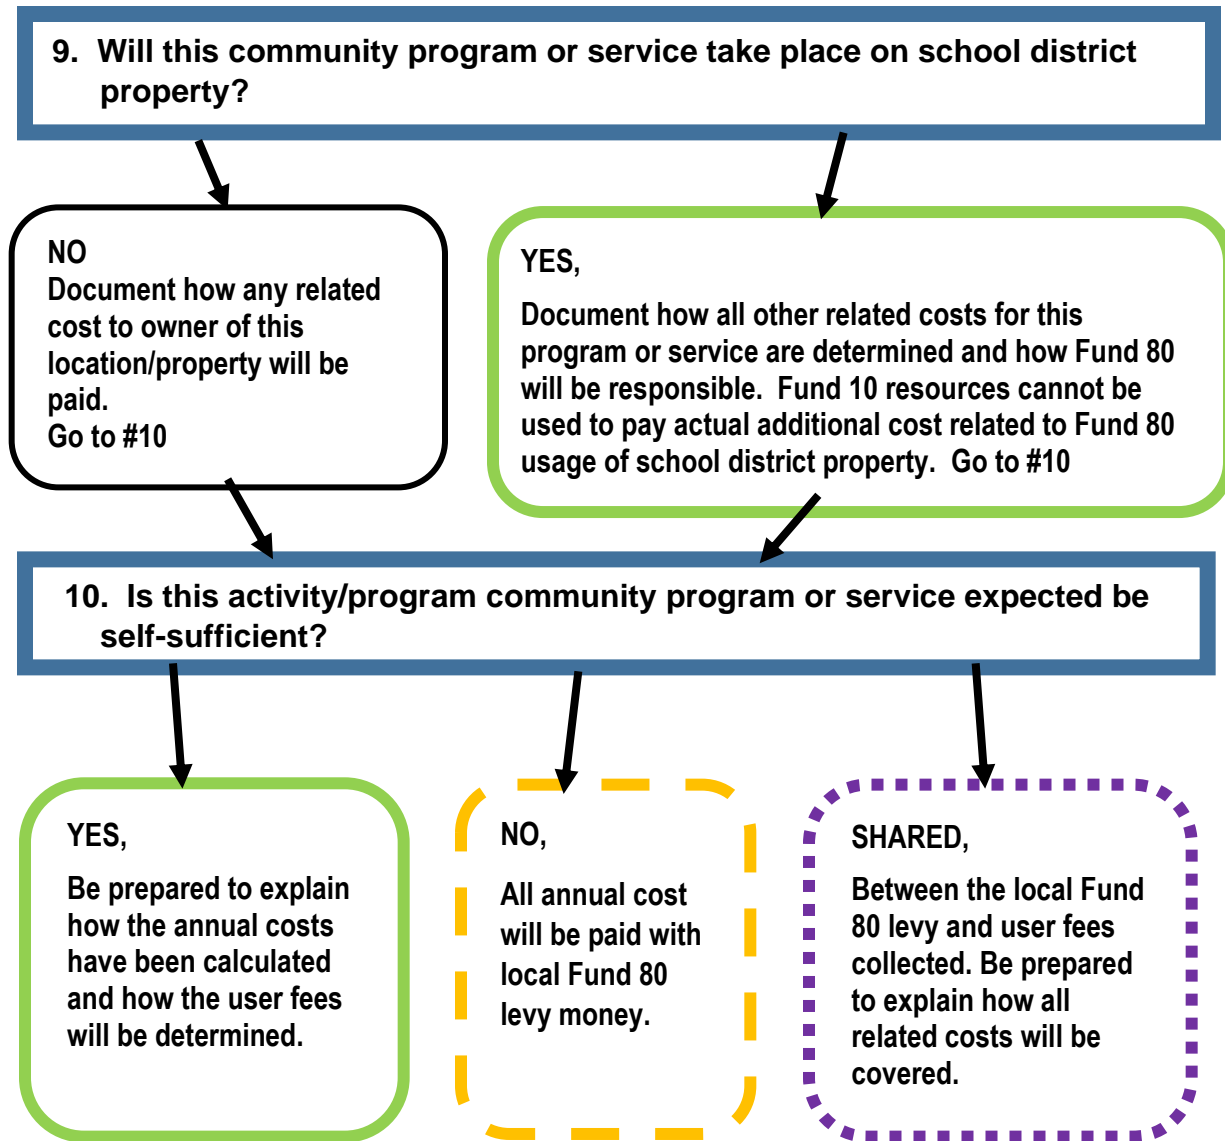 9. Will this community program or service take place on school district
property?
NO
Document how any related
cost to owner of this
location/property will be
paid.
Go to #10
YES,
Document how all other related costs for this
program or service are determined and how Fund 80
will be responsible. Fund 10 resources cannot be
used to pay actual additional cost related to Fund 80
usage of school district property. Go to #10
10. Is this activity/program community program or service expected be
self-sufficient?
YES,
Be prepared to explain
how the annual costs
have been calculated
and how the user fees
will be determined.
NO,
All annual cost
will be paid with
local Fund 80
levy money.
SHARED,
Between the local Fund
80 levy and user fees
collected. Be prepared
to explain how all
related costs will be
covered.